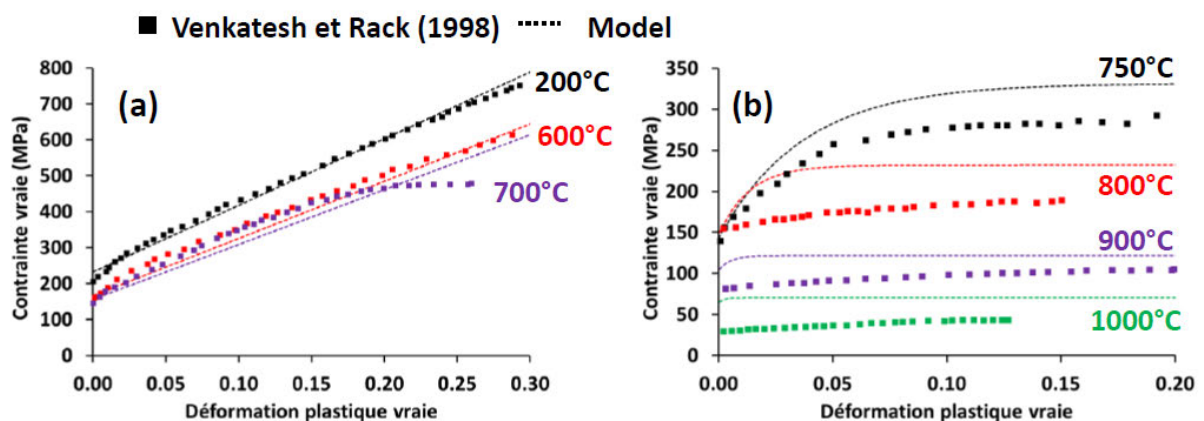 Venkatesh et Rack (1998) Model
(a)
Contrainte vraie (MPa)
800
700
600
500
400
300
200
100
0
200°C
600°C
700°C
0.00 0.05 0.10 0.15 0.20 0.25 0.30
Déformation plastique vraie
(b)
Contrainte vraie (MPa)
350
300
250
200
150
100
50
0
750°C
800°C
900°C
1000°C
0.00 0.05 0.10 0.15 0.20
Déformation plastique vraie